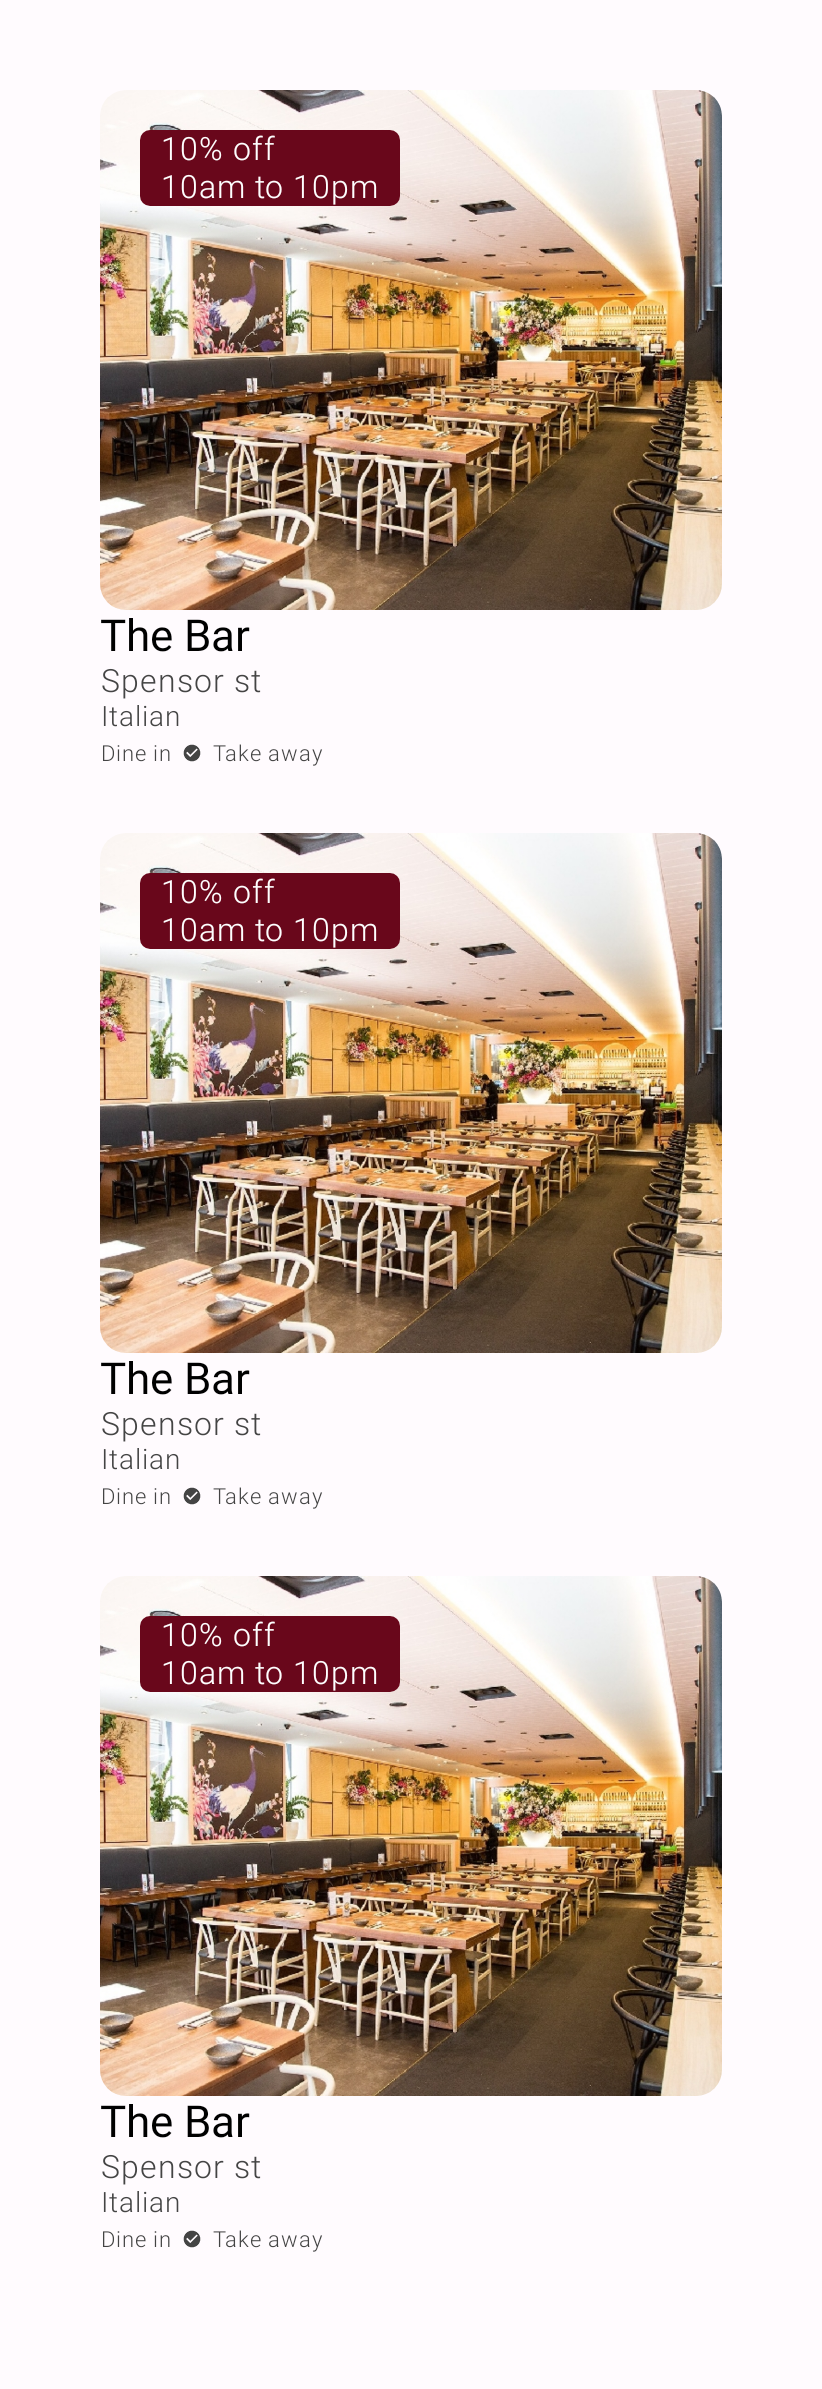 10% off
10am to 10pm
The Bar
Spensor st
Italian
Dine in Take away
10% off
10am to 10pm
The Bar
Spensor st
Italian
Dine in Take away
10% off
10am to 10pm
The Bar
Spensor st
Italian
Dine in Take away